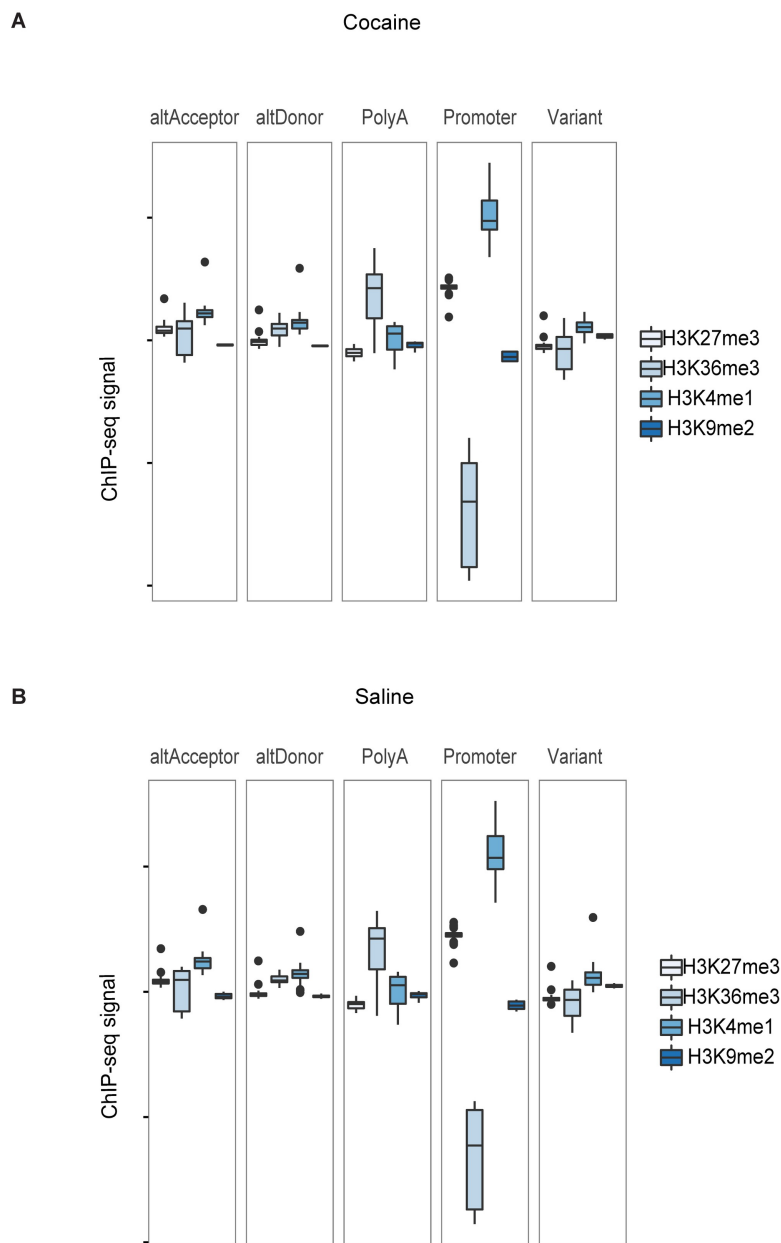 A
Cocaine
altAcceptor altDonor PolyA Promoter Variant
ChIP-seq signal
H3K27me3
H3K36me3
H3K4me1
H3K9me2
B
Saline
altAcceptor altDonor PolyA Promoter Variant
ChIP-seq signal
H3K27me3
H3K36me3
H3K4me1
H3K9me2